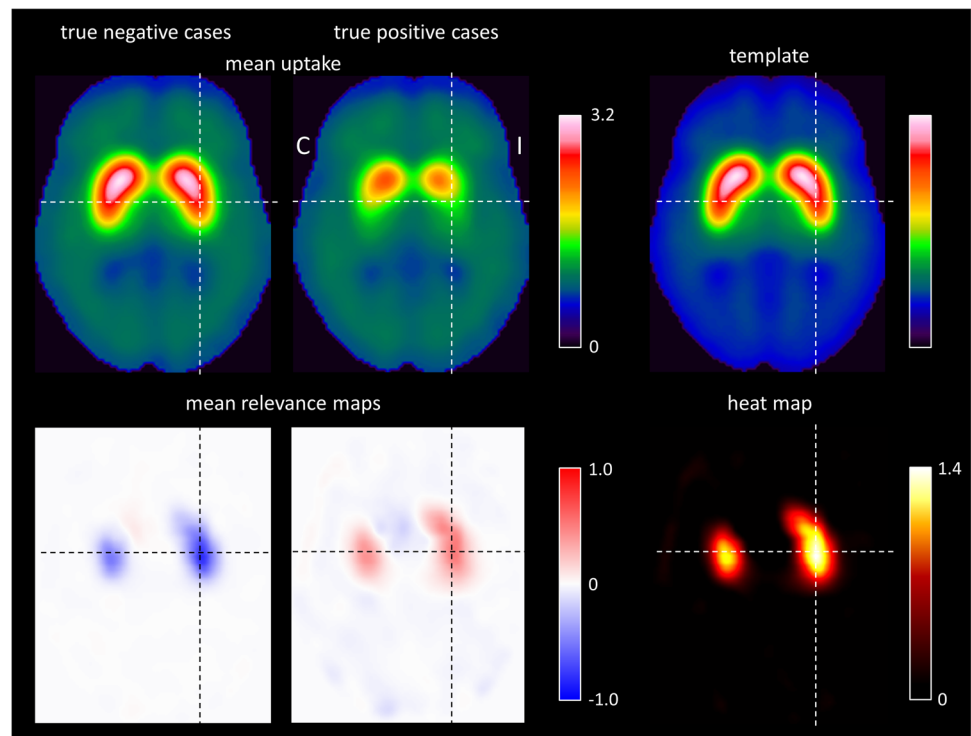 true negative cases
true positive cases
mean uptake
template
C
I
3.2
0
mean relevance maps
heat map
1.0
0
-1.0
1.4
0